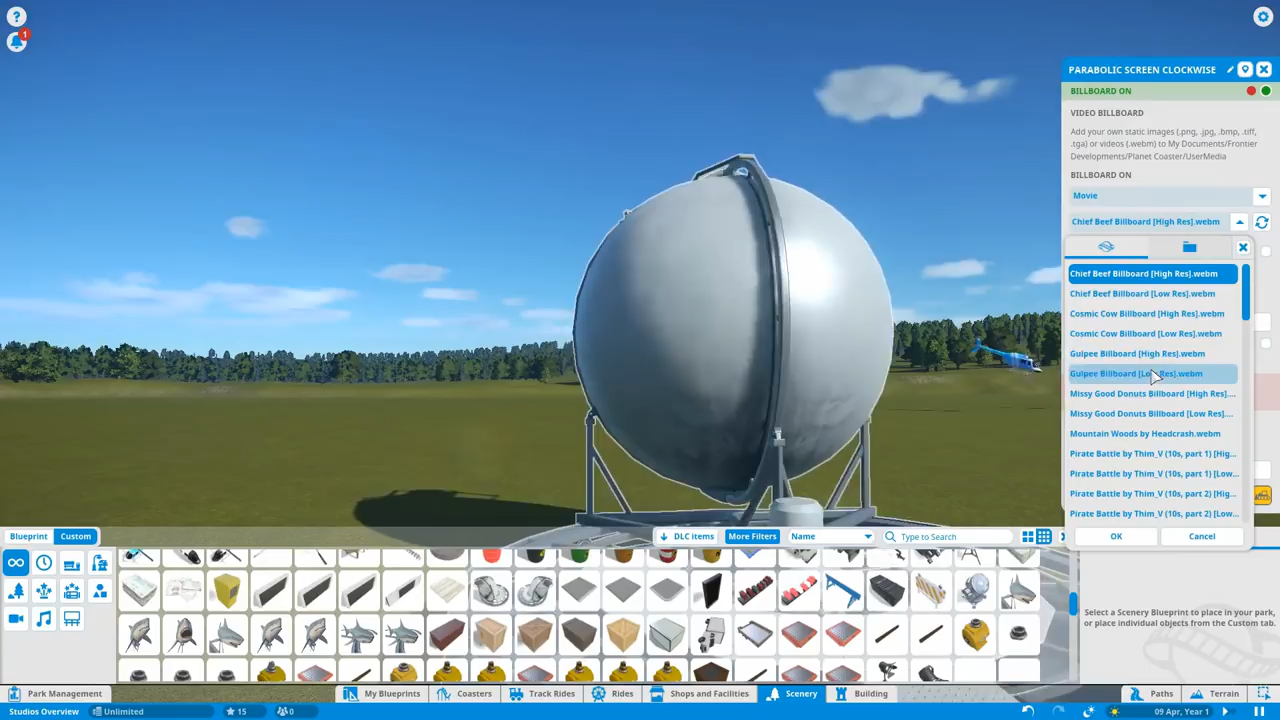 ?
1
PARABOLIC SCREEN CLOCKWISE
BILLBOARD ON
VIDEO BILLBOARD
Add your own static images (.png, .jpg, .bmp, .tiff,
.tga) or videos (.webm) to My Documents/Frontier
Developments/Planet Coaster/UserMedia
BILLBOARD ON
Movie
Chief Beef Billboard [High Res].webm
Chief Beef Billboard [High Res].webm
Chief Beef Billboard [Low Res].webm
Cosmic Cow Billboard [High Res].webm
Cosmic Cow Billboard [Low Res].webm
Gulpee Billboard [High Res].webm
Gulpee Billboard [Low Res].webm
Missy Good Donuts Billboard [High Res]....
Missy Good Donuts Billboard [Low Res]....
Mountain Woods by Headcrash.webm
Pirate Battle by Thim_V (10s, part 1) [Hig...
Pirate Battle by Thim_V (10s, part 1) [Low...
Pirate Battle by Thim_V (10s, part 2) [Hig...
Pirate Battle by Thim_V (10s, part 2) [Low...
OK Cancel
Blueprint Custom DLC items More Filters Name Type to Search
Select a Scenery Blueprint to place in your park,
or place individual objects from the Custom tab.
Park Management My Blueprints Coasters Track Rides Rides Shops and Facilities Scenery Building Paths Terrain
Studios Overview Unlimited 15 0 09 Apr, Year 1